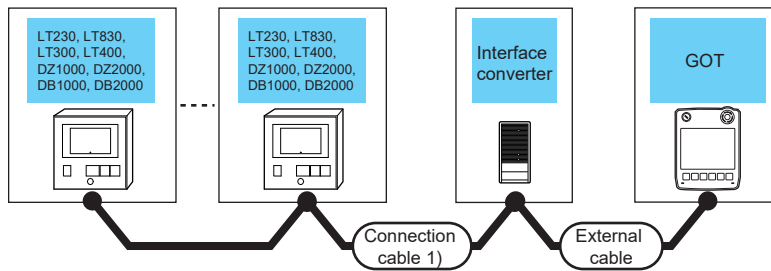 LT230, LT830,
LT300, LT400,
DZ1000, DZ2000,
DB1000, DB2000
LT230, LT830,
LT300, LT400,
DZ1000, DZ2000,
DB1000, DB2000
Interface
converter
GOT
Connection
cable 1)
External
cable